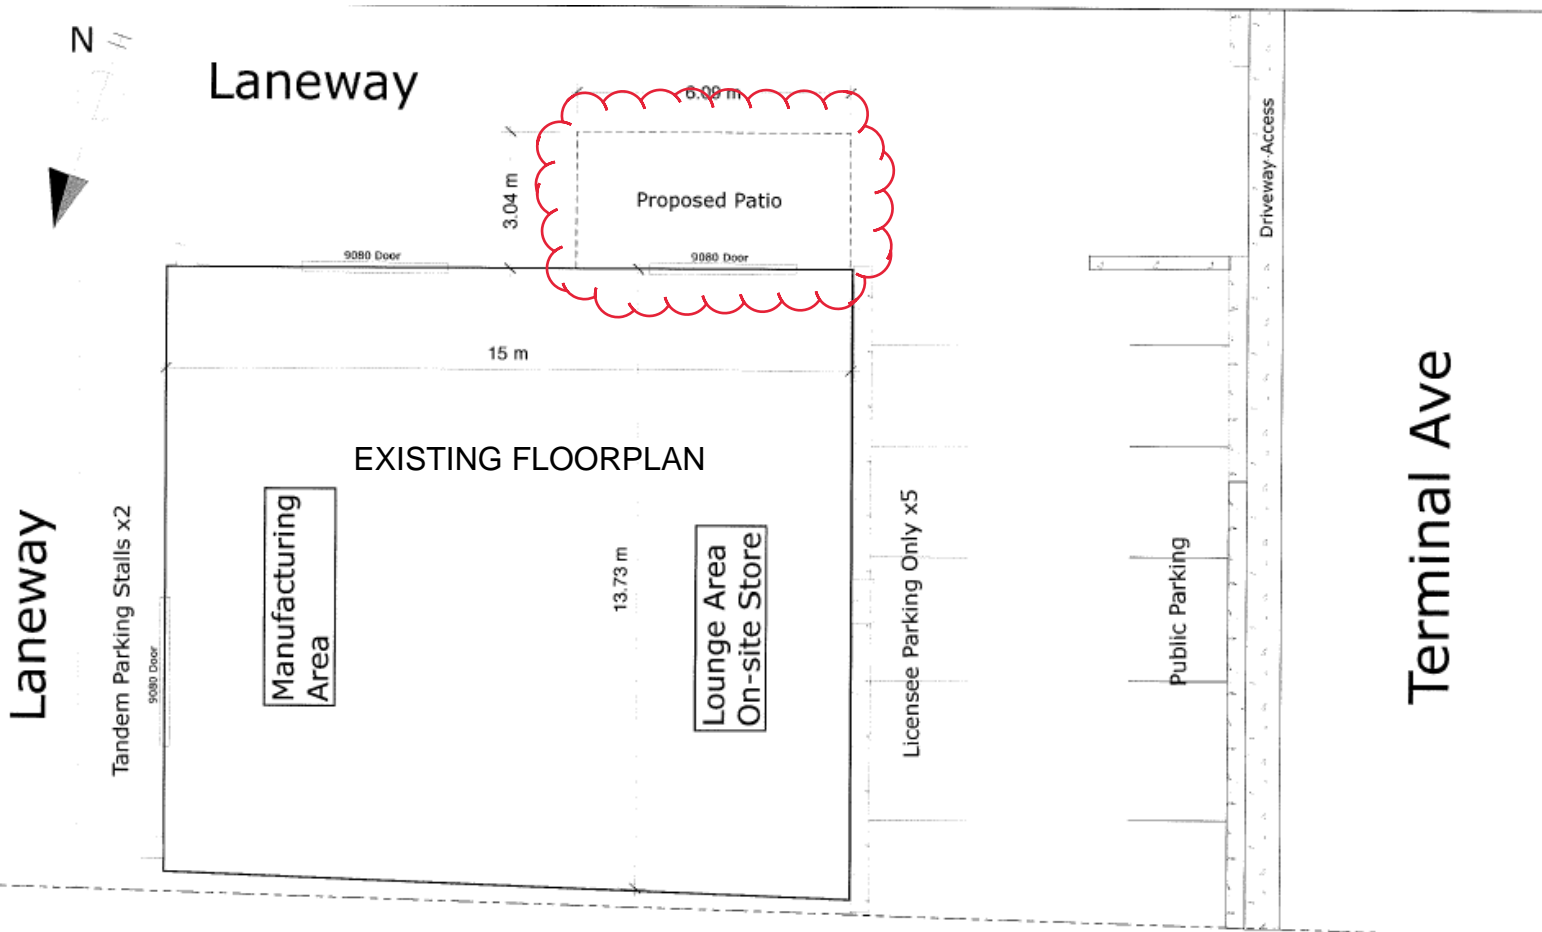 N
Laneway
6.09 m
Driveway Access
3.04 m
Proposed Patio
9080 Door
9080 Door
15 m
EXISTING FLOORPLAN
Laneway
Tandem Parking Stalls x2
9080 Door
Manufacturing
Area
13.73 m
Lounge Area
On-site Store
Licensee Parking Only x5
Public Parking
Terminal Ave